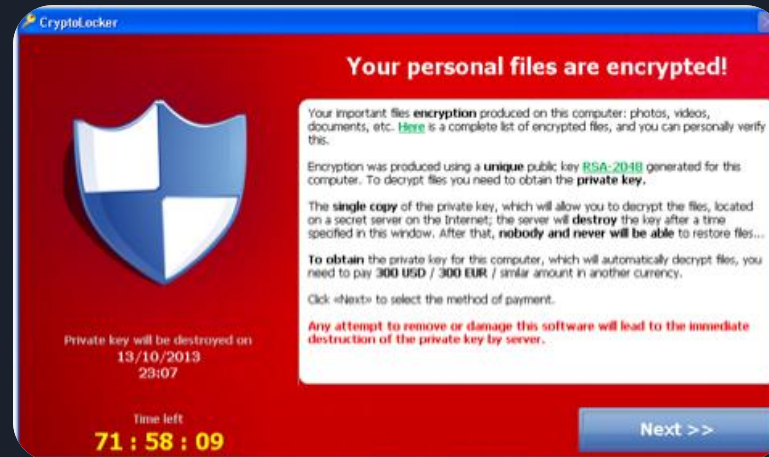 CryptoLocker
Your personal files are encrypted!
Your important files encryption produced on this computer: photos, videos,
documents, etc. Here is a complete list of encrypted files, and you can personally verify
this.
Encryption was produced using a unique public key RSA-2048 generated for this
computer. To decrypt files you need to obtain the private key.
The single copy of the private key, which will allow you to decrypt the files, located
on a secret server on the Internet; the server will destroy the key after a time
specified in this window. After that, nobody and never will be able to restore files...
To obtain the private key for this computer, which will automatically decrypt files, you
need to pay 300 USD / 300 EUR / similar amount in another currency.
Click «Next» to select the method of payment.
Any attempt to remove or damage this software will lead to the immediate
destruction of the private key by server.
Private key will be destroyed on
13/10/2013
23:07
Time left
71 : 58 : 09
Next >>